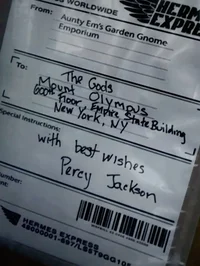 WORLDWIDE
HERMES
EXPRESS
From: Aunty Em's Garden Gnome
Emporium
To:
The Gods
Mount Olympus
600th Floor, Empire State Building
New York, NY
Special Instructions:
with best wishes
Percy Jackson
HERMES EXPRESS